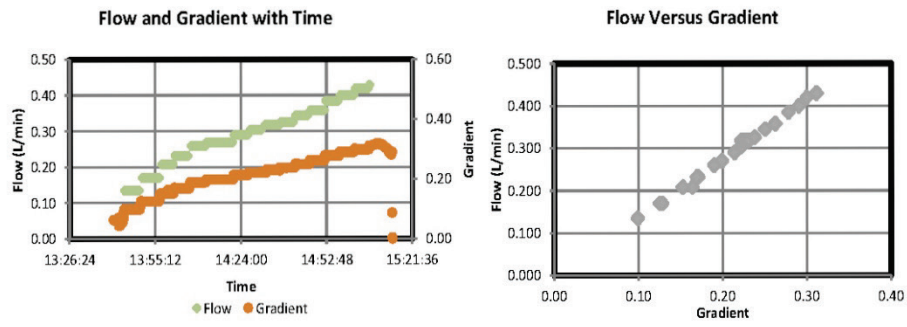 Flow and Gradient with Time
0.50
0.40
0.30
0.20
0.10
0.00
Flow (L/min)
0.60
0.40
0.20
0.00
Gradient
13:26:24
13:55:12
14:24:00
14:52:48
15:21:36
Time
Flow
Gradient
Flow Versus Gradient
0.500
0.400
0.300
0.200
0.100
0.000
Flow (L/min)
0.00
0.10
0.20
0.30
0.40
Gradient